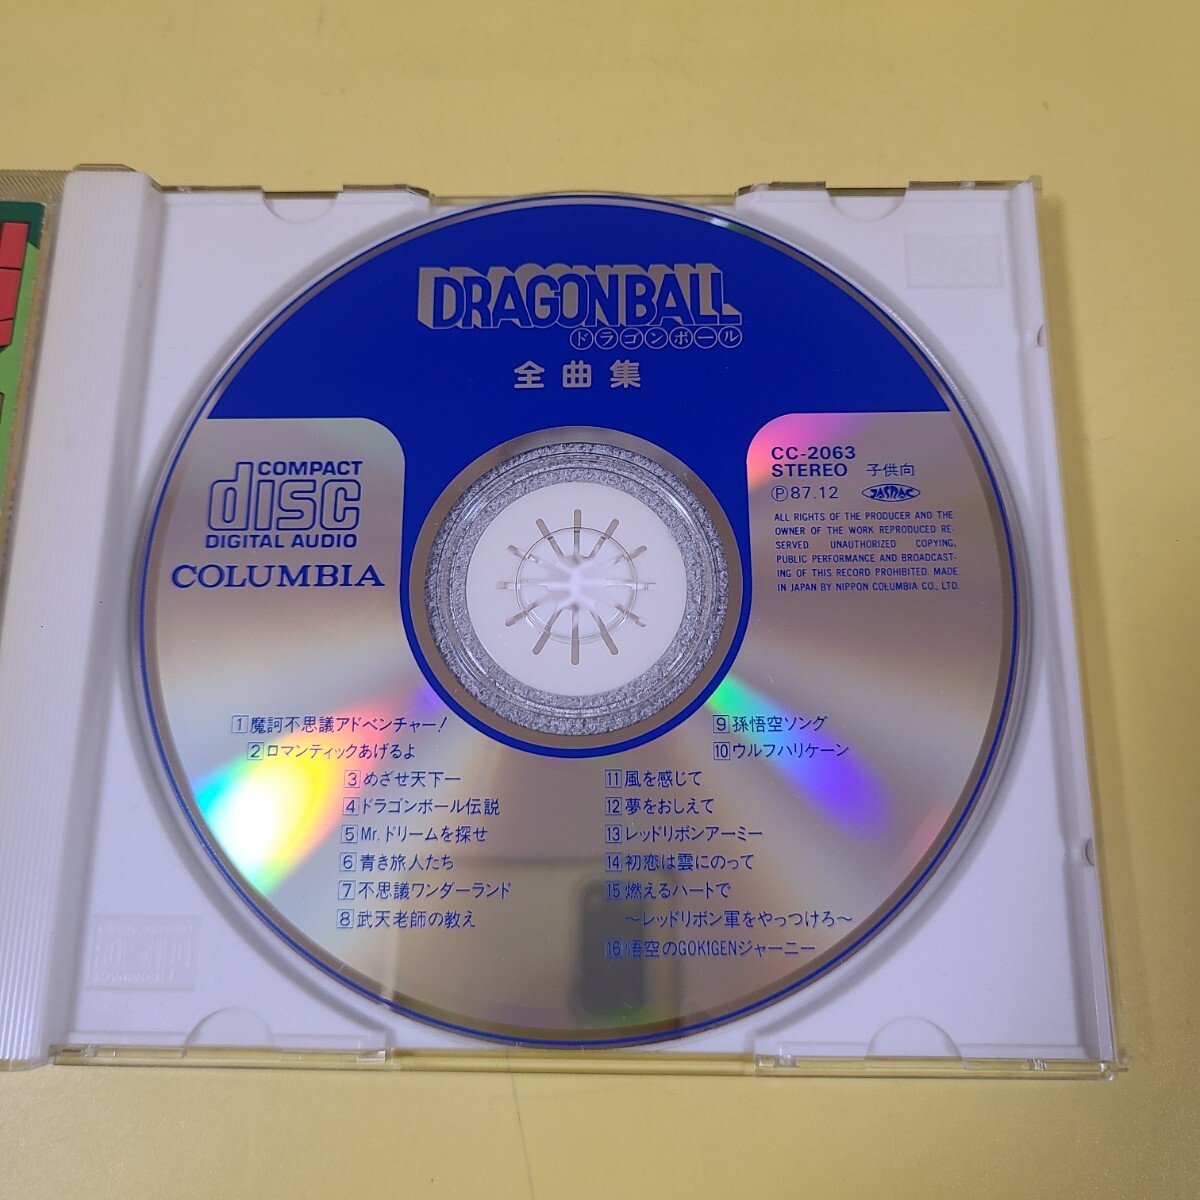 DRAGONBALL
ドラゴンボール
全曲集
COMPACT
disc
DIGITAL AUDIO
COLUMBIA
CC-2063
STEREO 子供向
Ⓟ87.12 JASRAC
ALL RIGHTS OF THE PRODUCER AND THE
OWNER OF THE WORK REPRODUCED RE-
SERVED UNAUTHORIZED COPYING,
PUBLIC PERFORMANCE AND BROADCAST-
ING OF THIS RECORD PROHIBITED. MADE
IN JAPAN BY NIPPON COLUMBIA CO., LTD.
1 魔訶不思議アドベンチャー!
2 ロマンティックあげるよ
3 めざせ天下一
4 ドラゴンボール伝説
5 Mr.ドリームを探せ
6 青き旅人たち
7 不思議ワンダーランド
8 武天老師の教え
9 孫悟空ソング
10 ウルフハリケーン
11 風を感じて
12 夢をおしえて
13 レッドリボンアーミー
14 初恋は雲にのって
15 燃えるハートで
～レッドリボン軍をやっつけろ～
16 悟空のGOKIGENジャーニー